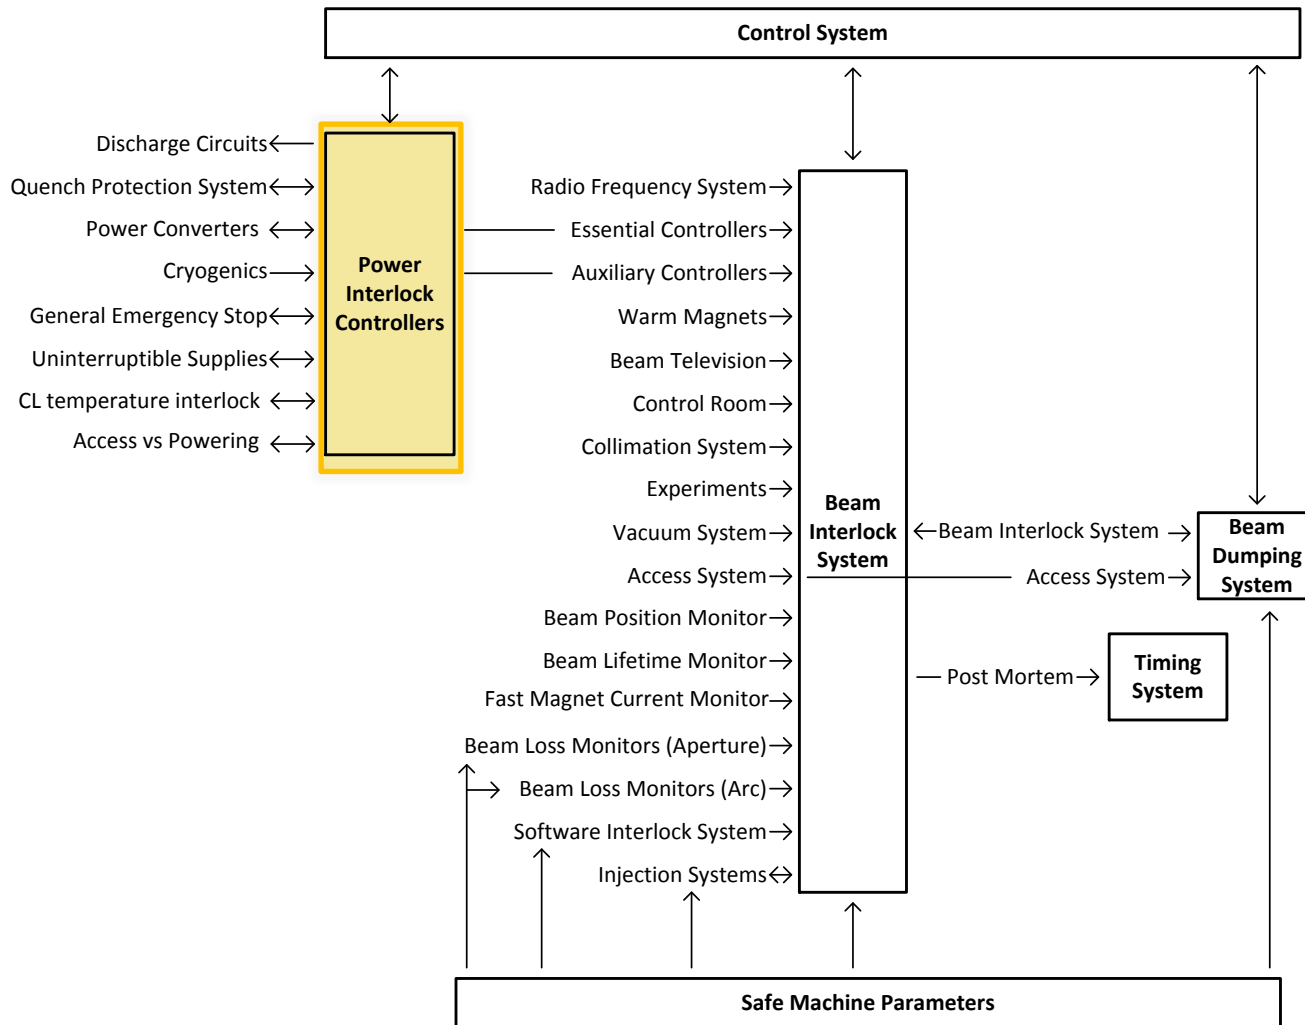 Control System
Discharge Circuits
Quench Protection System
Power Converters
Cryogenics
General Emergency Stop
Uninterruptible Supplies
CL temperature interlock
Access vs Powering
Power
Interlock
Controllers
Radio Frequency System
Essential Controllers
Auxiliary Controllers
Warm Magnets
Beam Television
Control Room
Collimation System
Experiments
Vacuum System
Access System
Beam Position Monitor
Beam Lifetime Monitor
Fast Magnet Current Monitor
Beam Loss Monitors (Aperture)
Beam Loss Monitors (Arc)
Software Interlock System
Injection Systems
Beam
Interlock
System
Beam Interlock System
Access System
Post Mortem
Beam
Dumping
System
Timing
System
Safe Machine Parameters